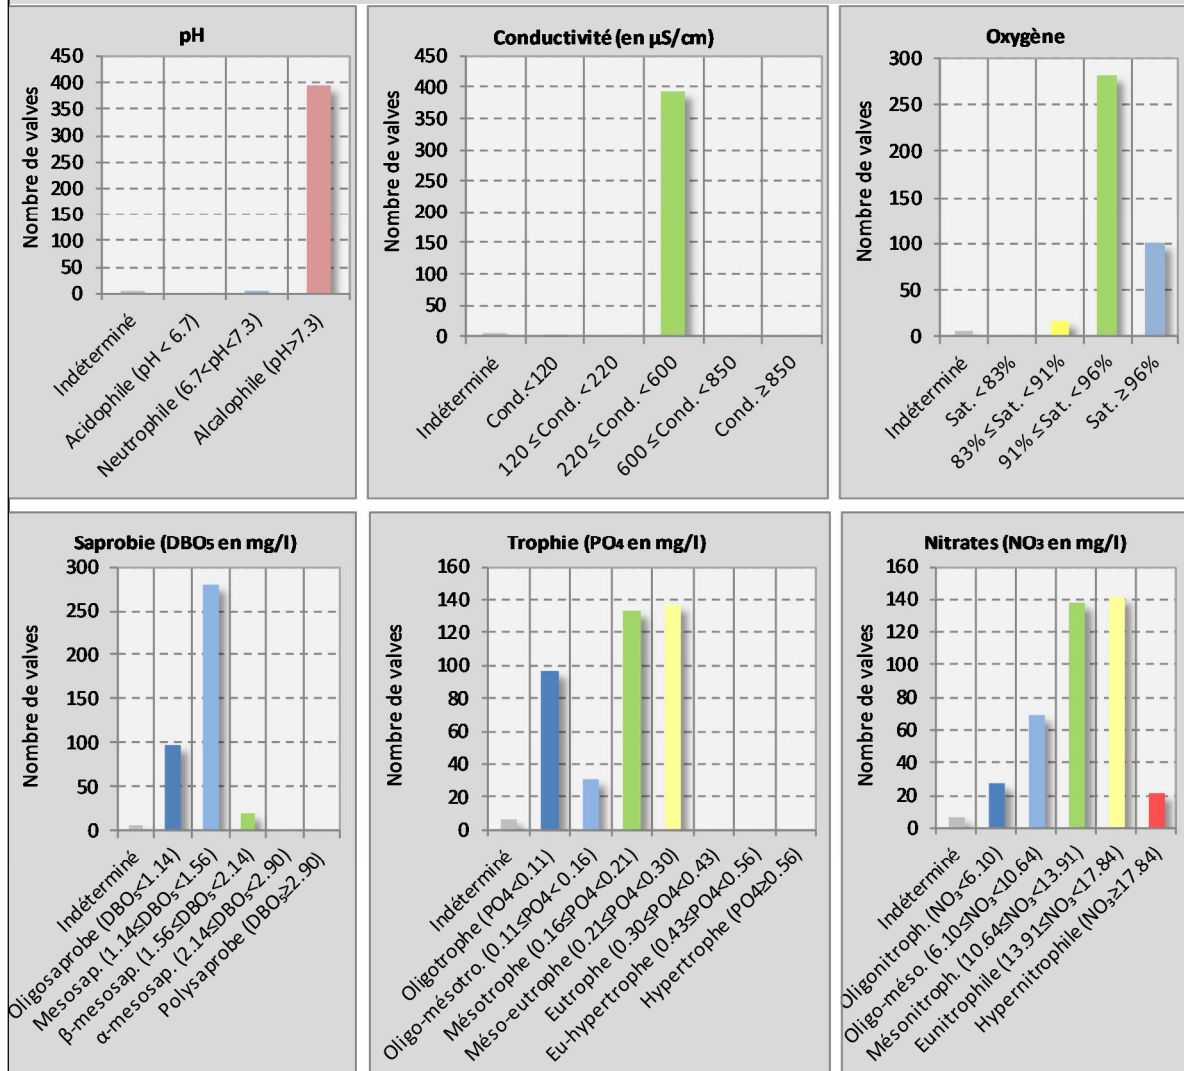 pH
Nombre de valves
450
400
350
300
250
200
150
100
50
0
Indéterminé
Acidophile (pH < 6.7)
Neutrophile (6.7<pH<7.3)
Alcalophile (pH>7.3)
Conductivité (en µS/cm)
Nombre de valves
450
400
350
300
250
200
150
100
50
0
Indéterminé
Cond.<120
120 ≤ Cond. < 220
220 ≤ Cond. < 600
600 ≤ Cond. < 850
Cond. ≥ 850
Oxygène
Nombre de valves
300
250
200
150
100
50
0
Indéterminé
Sat. < 83%
83% ≤ Sat. < 91%
91% ≤ Sat. < 96%
Sat. ≥ 96%
Saprobie (DBO₅ en mg/l)
Nombre de valves
300
250
200
150
100
50
0
Indéterminé
Oligosaprobe (DBO₅<1.14)
Mesosap. (1.14≤DBO₅<1.56)
β-mesosap. (1.56≤DBO₅<2.14)
α-mesosap. (2.14≤DBO₅<2.90)
Polysaprobe (DBO₅≥2.90)
Trophie (PO₄ en mg/l)
Nombre de valves
160
140
120
100
80
60
40
20
0
Indéterminé
Oligotrophe (PO4<0.11)
Oligo-mésotro. (0.11≤PO4< 0.16)
Mésotrophe (0.16≤PO4<0.21)
Méso-eutrophe (0.21≤PO4<0.30)
Eutrophe (0.30≤PO4<0.43)
Eu-hypertrophe (0.43≤PO4<0.56)
Hypertrophe (PO4≥0.56)
Nitrates (NO₃ en mg/l)
Nombre de valves
160
140
120
100
80
60
40
20
0
Indéterminé
Oligonitroph. (NO₃<6.10)
Oligo-méso. (6.10≤NO₃<10.64)
Mésonitroph. (10.64≤NO₃<13.91)
Eunitrophile (13.91≤NO₃<17.84)
Hypernitrophile (NO₃≥17.84)